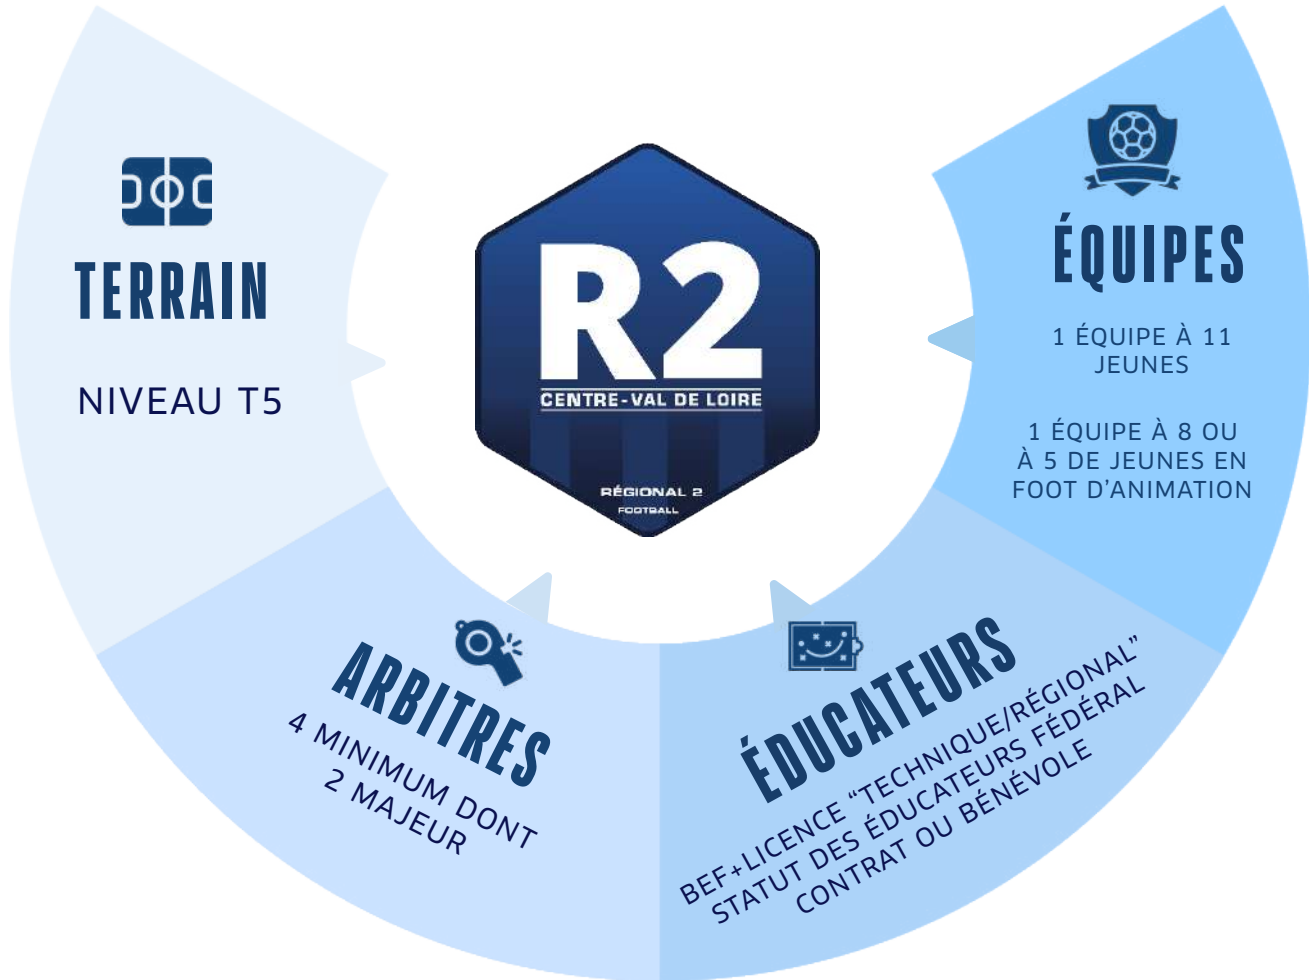 TERRAIN
NIVEAU T5
R2
CENTRE-VAL DE LOIRE
RÉGIONAL 2
FOOTBALL
ÉQUIPES
1 ÉQUIPE À 11
JEUNES
1 ÉQUIPE À 8 OU
À 5 DE JEUNES EN
FOOT D’ANIMATION
ARBITRES
4 MINIMUM DONT
2 MAJEUR
ÉDUCATEURS
BEF+LICENCE “TECHNIQUE/RÉGIONAL”
STATUT DES ÉDUCATEURS FÉDÉRAL
CONTRAT OU BÉNÉVOLE